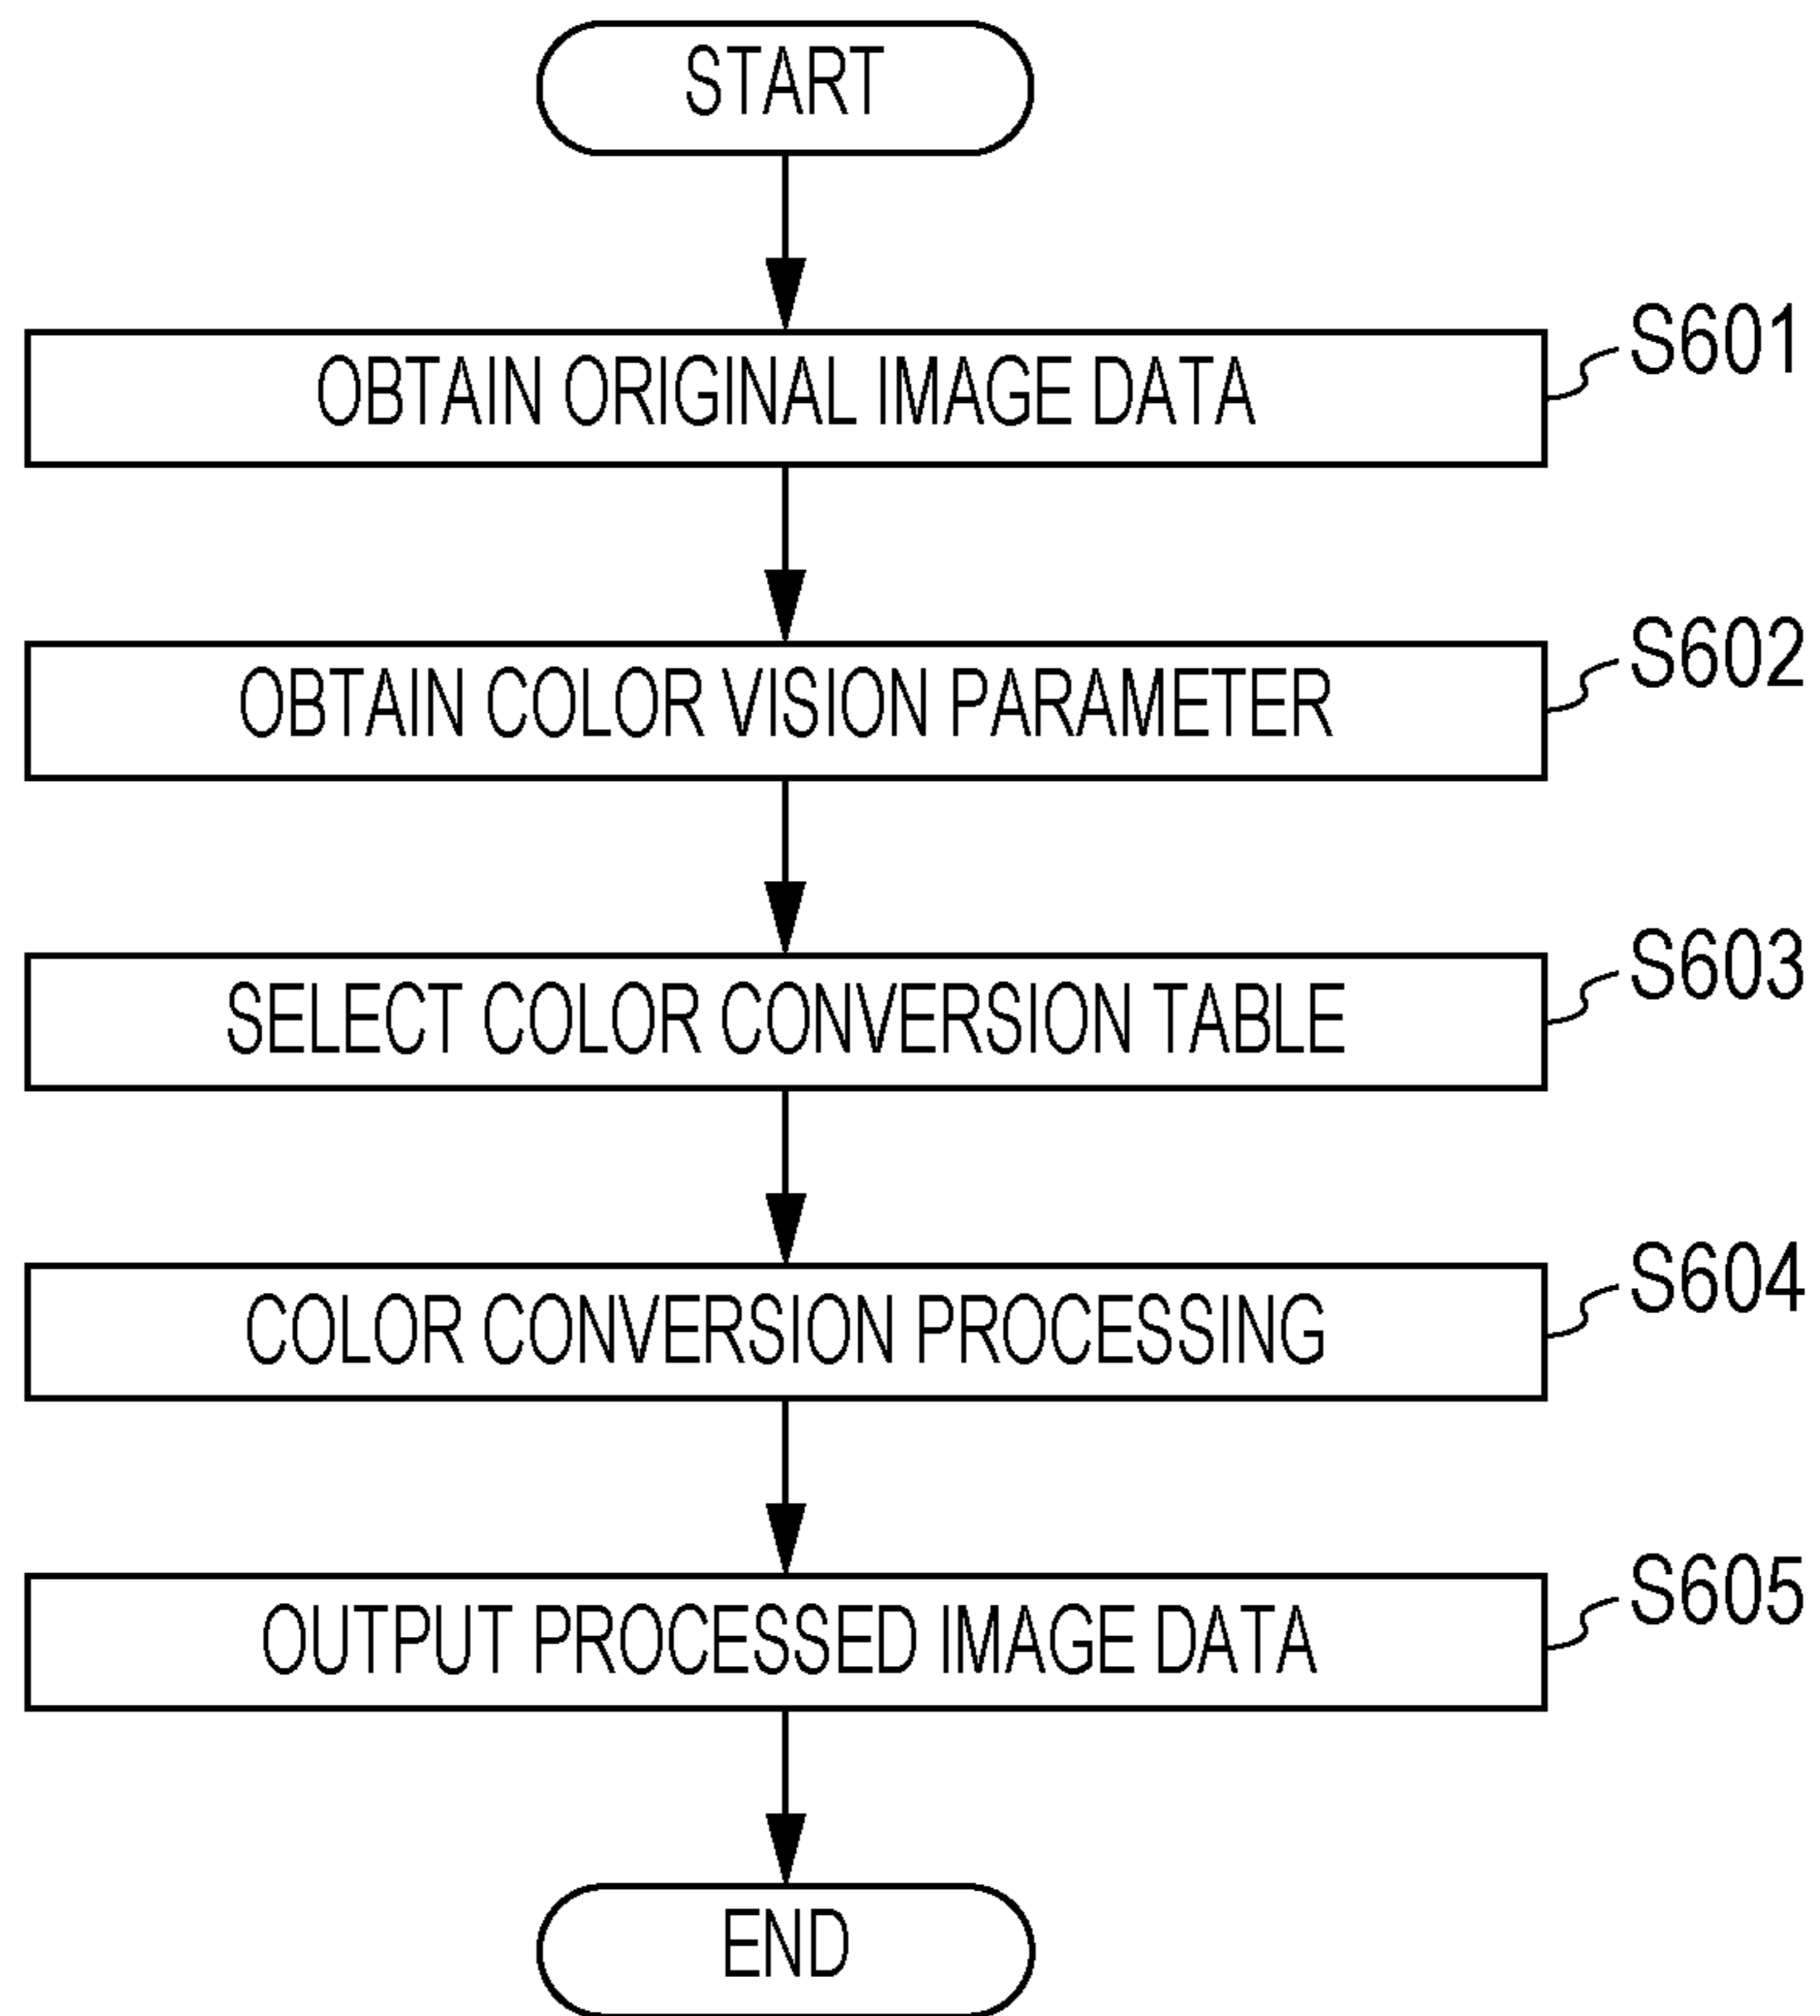 START
OBTAIN ORIGINAL IMAGE DATA
S601
OBTAIN COLOR VISION PARAMETER
S602
SELECT COLOR CONVERSION TABLE
S603
COLOR CONVERSION PROCESSING
S604
OUTPUT PROCESSED IMAGE DATA
S605
END